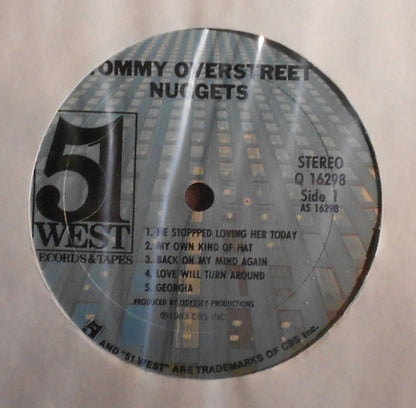 TOMMY OVERSTREET
NUGGETS
51
WEST
RECORDS & TAPES
STEREO
Q 16298
Side 1
AS 16298
1. HE STOPPPED LOVING HER TODAY
2. MY OWN KIND OF HAT
3. BACK ON MY MIND AGAIN
4. LOVE WILL TURN AROUND
5. GEORGIA
PRODUCED BY ODYSSEY PRODUCTIONS
℗1983 CBS INC.
51 AND "51 WEST" ARE TRADEMARKS OF CBS Inc.